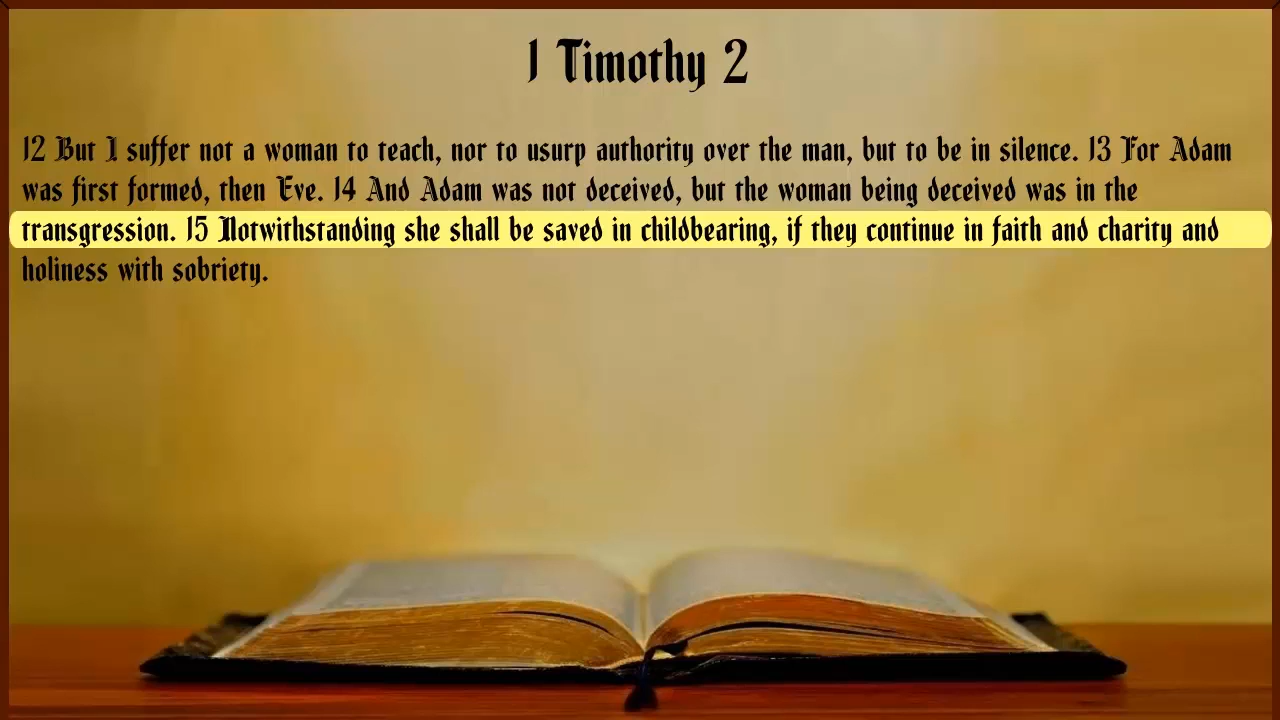 1 Timothy 2
12 But I suffer not a woman to teach, nor to usurp authority over the man, but to be in silence. 13 For Adam
was first formed, then Eve. 14 And Adam was not deceived, but the woman being deceived was in the
transgression. 15 Notwithstanding she shall be saved in childbearing, if they continue in faith and charity and
holiness with sobriety.